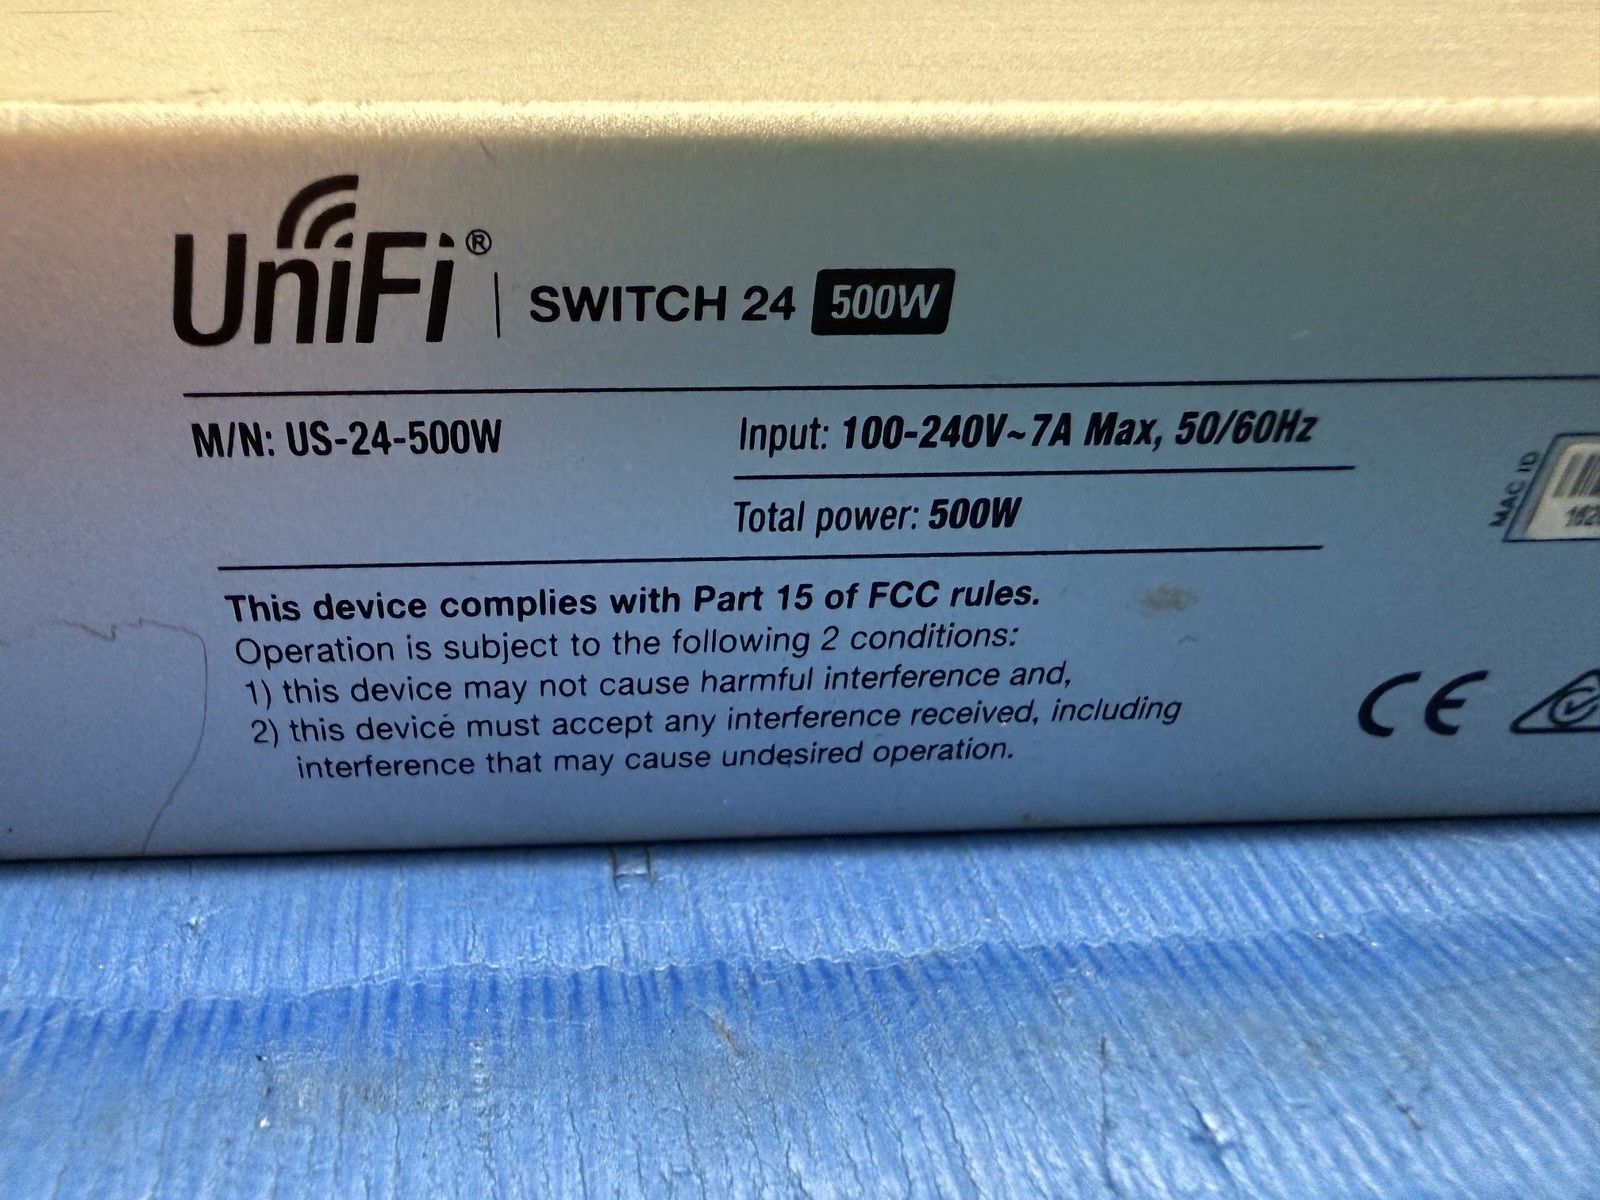 UniFi® | SWITCH 24 500W
M/N: US-24-500W
Input: 100-240V~7A Max, 50/60Hz
Total power: 500W
MAC ID
This device complies with Part 15 of FCC rules.
Operation is subject to the following 2 conditions:
1) this device may not cause harmful interference and,
2) this device must accept any interference received, including
interference that may cause undesired operation.
CE